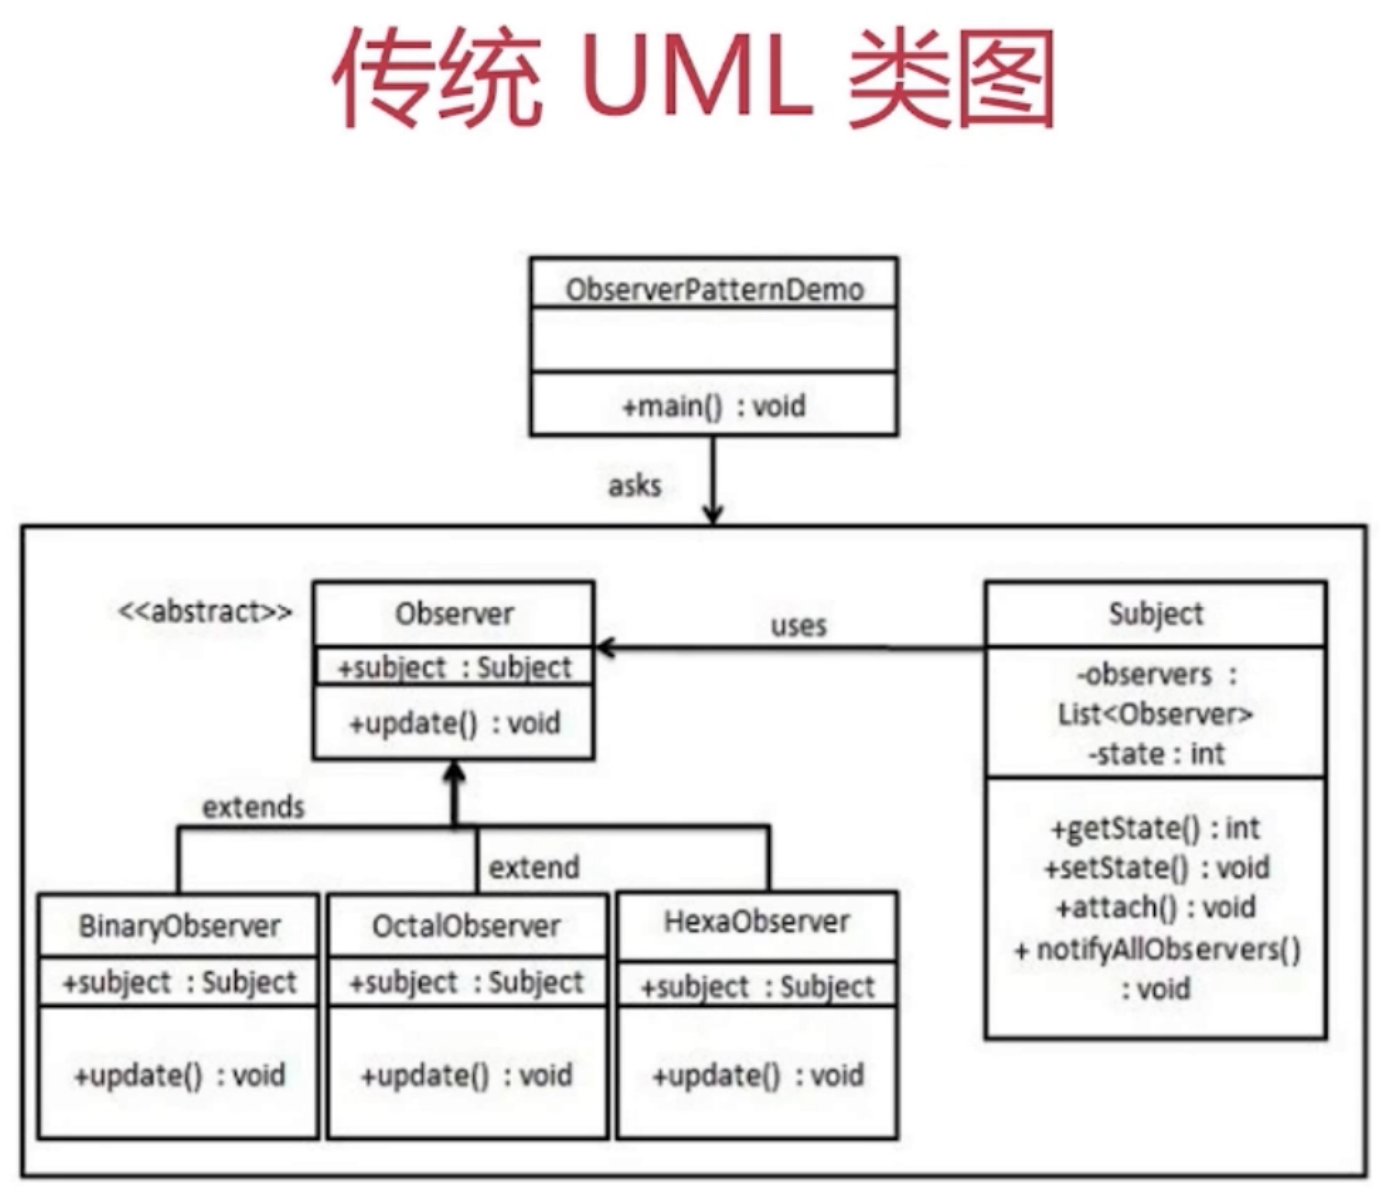 传统 UML 类图
ObserverPatternDemo
+main() : void
asks
<<abstract>>
Observer
+subject : Subject
+update() : void
uses
Subject
-observers :
List<Observer>
-state : int
+getState() : int
+setState() : void
+attach() : void
+ notifyAllObservers()
: void
extends
extend
BinaryObserver
+subject : Subject
+update() : void
OctalObserver
+subject : Subject
+update() : void
HexaObserver
+subject : Subject
+update() : void